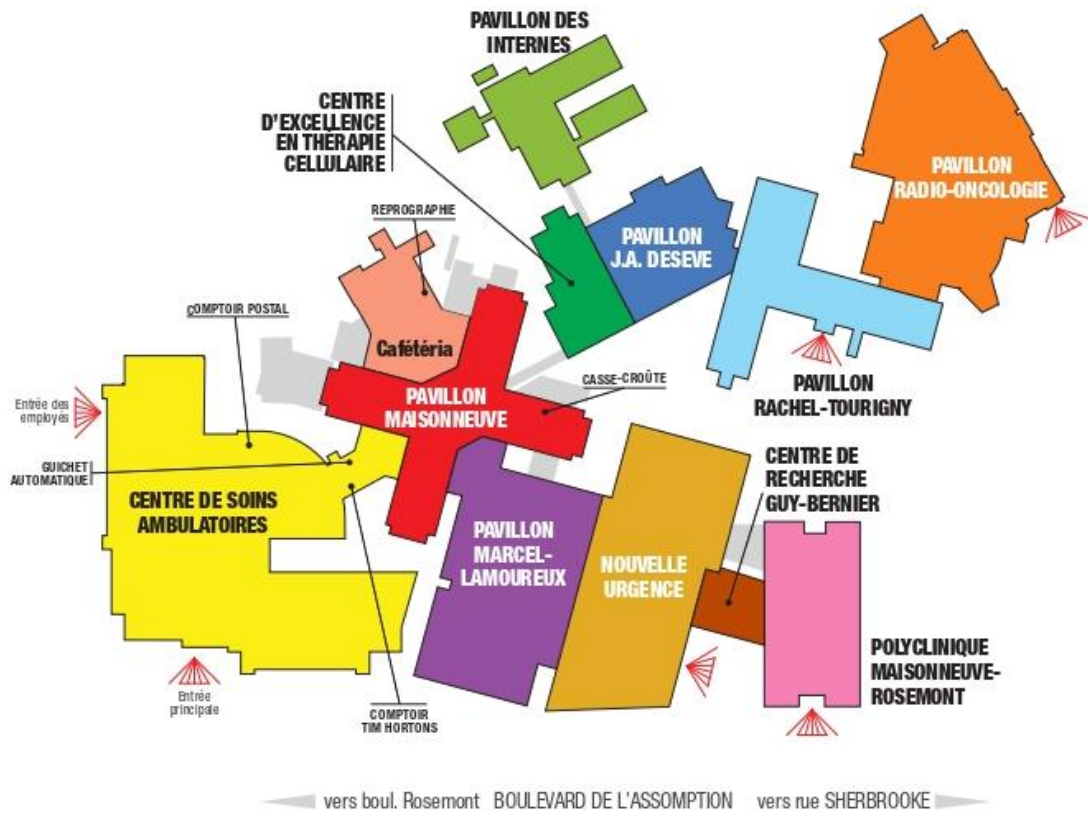 PAVILLON DES
INTERNES
CENTRE
D'EXCELLENCE
EN THÉRAPIE
CELLULAIRE
PAVILLON
RADIO-ONCOLOGIE
REPROGRAPHIE
PAVILLON
J.A. DESÈVE
COMPTOIR POSTAL
Cafétéria
CASSE-CROÛTE
PAVILLON
RACHEL-TOURIGNY
PAVILLON
MAISONNEUVE
Entrée des
employés
GUICHET
AUTOMATIQUE
CENTRE DE SOINS
AMBULATOIRES
CENTRE DE
RECHERCHE
GUY-BERNIER
PAVILLON
MARCEL-
LAMOUREUX
NOUVELLE
URGENCE
POLYCLINIQUE
MAISONNEUVE-
ROSEMONT
Entrée
principale
COMPTOIR
TIM HORTONS
vers boul. Rosemont BOULEVARD DE L'ASSOMPTION vers rue SHERBROOKE